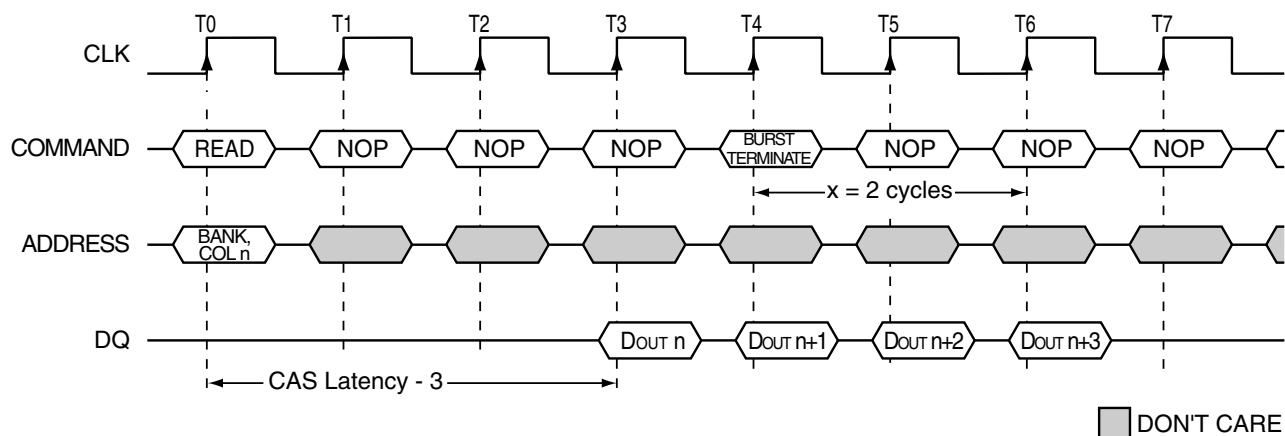 T0 T1 T2 T3 T4 T5 T6 T7
CLK
COMMAND READ NOP NOP NOP BURST TERMINATE NOP NOP NOP
x = 2 cycles
ADDRESS BANK, COL n
DQ DOUT n DOUT n+1 DOUT n+2 DOUT n+3
CAS Latency - 3
DON'T CARE